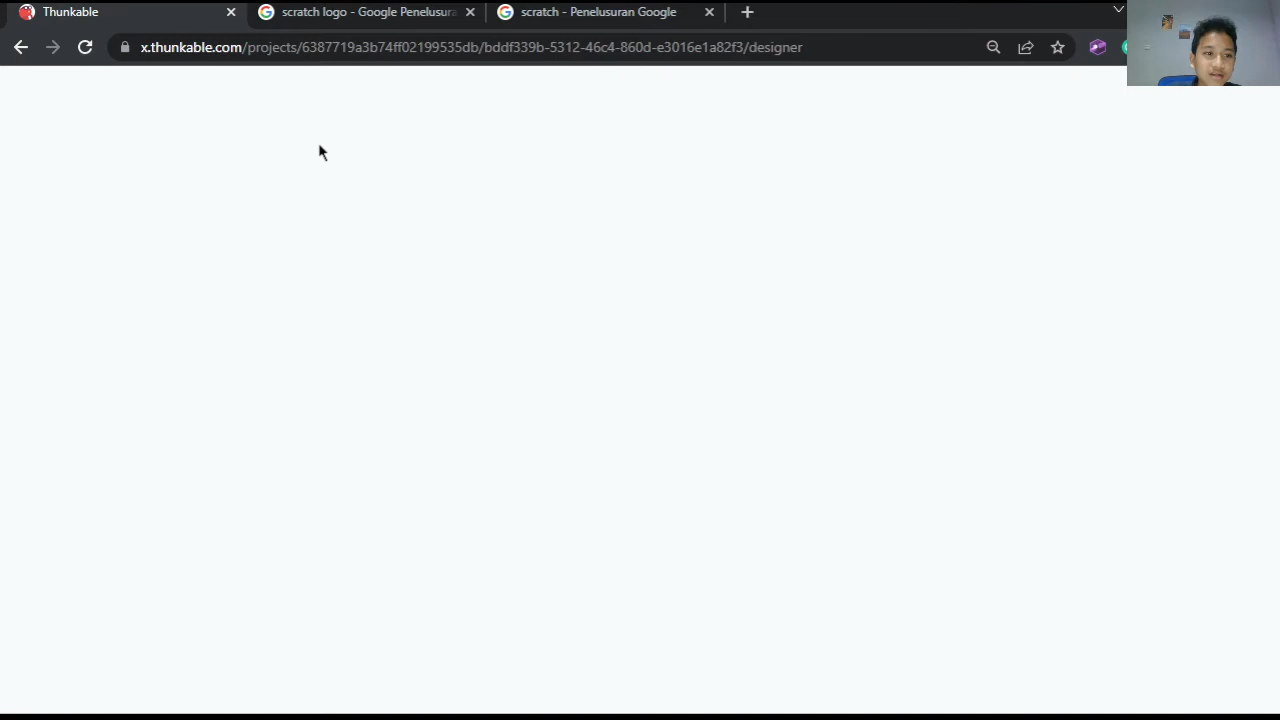 Thunkable
scratch logo - Google Penelusura
scratch - Penelusuran Google
x.thunkable.com/projects/6387719a3b74ff02199535db/bddf339b-5312-46c4-860d-e3016e1a82f3/designer